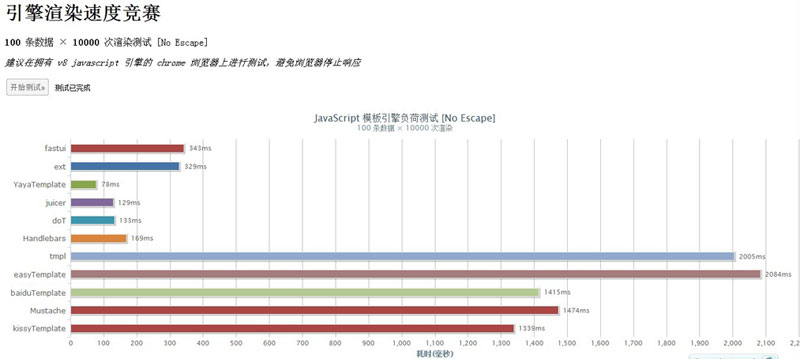 引擎渲染速度竞赛
100 条数据 × 10000 次渲染测试 [No Escape]
建议在拥有 v8 javascript 引擎的 chrome 浏览器上进行测试，避免浏览器停止响应
开始测试» 测试已完成
JavaScript 模板引擎负荷测试 [No Escape]
100 条数据 × 10000 次渲染
fastui 343ms
ext 329ms
YayaTemplate 78ms
juicer 129ms
doT 133ms
Handlebars 169ms
tmpl 2005ms
easyTemplate 2084ms
baiduTemplate 1415ms
Mustache 1474ms
kissyTemplate 1339ms
0 100 200 300 400 500 600 700 800 900 1,000 1,100 1,200 1,300 1,400 1,500 1,600 1,700 1,800 1,900 2,000 2,100 2,2
耗时(毫秒)